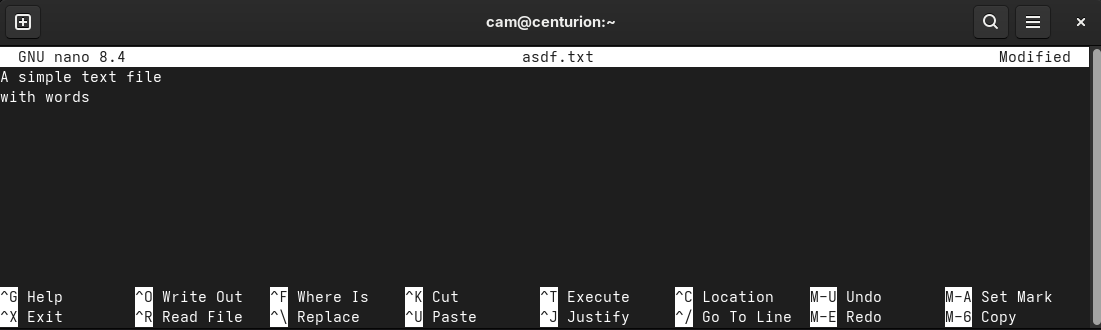 cam@centurion:~
GNU nano 8.4 asdf.txt Modified
A simple text file
with words
^G Help ^O Write Out ^F Where Is ^K Cut ^T Execute ^C Location M-U Undo M-A Set Mark
^X Exit ^R Read File ^\ Replace ^U Paste ^J Justify ^/ Go To Line M-E Redo M-6 Copy